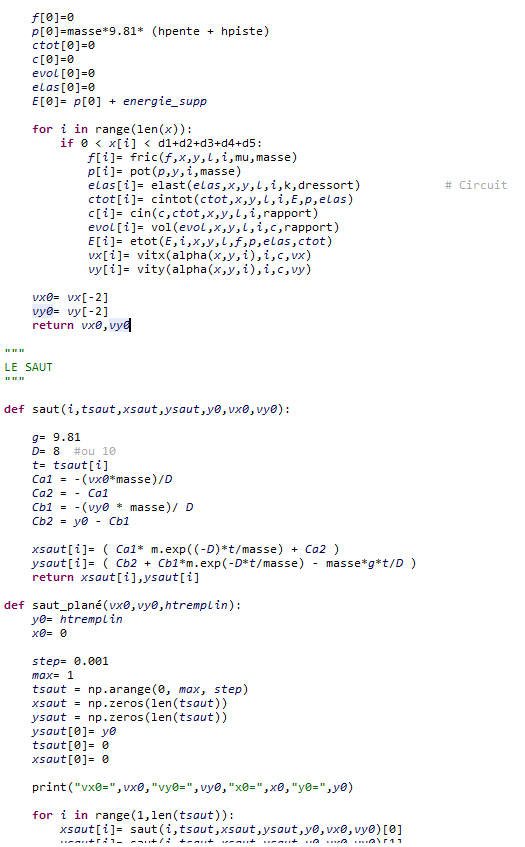 f[0]=0
p[0]=masse*9.81* (hpente + hpiste)
ctot[0]=0
c[0]=0
evol[0]=0
elas[0]=0
E[0]= p[0] + energie_supp
for i in range(len(x)):
if 0 < x[i] < d1+d2+d3+d4+d5:
f[i]= fric(f,x,y,l,i,mu,masse)
p[i]= pot(p,y,i,masse)
elas[i]= elast(elas,x,y,l,i,k,dressort) # Circuit
ctot[i]= cintot(ctot,x,y,l,i,E,p,elas)
c[i]= cin(c,ctot,x,y,l,i,rapport)
evol[i]= vol(evol,x,y,l,i,c,rapport)
E[i]= etot(E,i,x,y,l,f,p,elas,ctot)
vx[i]= vitx(alpha(x,y,i),i,c,vx)
vy[i]= vity(alpha(x,y,i),i,c,vy)
vx0= vx[-2]
vy0= vy[-2]
return vx0,vy0
"""
LE SAUT
"""
def saut(i,tsaut,xsaut,ysaut,y0,vx0,vy0):
g= 9.81
D= 8 #ou 10
t= tsaut[i]
Ca1 = -(vx0*masse)/D
Ca2 = - Ca1
Cb1 = -(vy0 * masse)/ D
Cb2 = y0 - Cb1
xsaut[i]= ( Ca1* m.exp((-D)*t/masse) + Ca2 )
ysaut[i]= ( Cb2 + Cb1*m.exp(-D*t/masse) - masse*g*t/D )
return xsaut[i],ysaut[i]
def saut_plané(vx0,vy0,htremplin):
y0= htremplin
x0= 0
step= 0.001
max= 1
tsaut = np.arange(0, max, step)
xsaut = np.zeros(len(tsaut))
ysaut = np.zeros(len(tsaut))
ysaut[0]= y0
tsaut[0]= 0
xsaut[0]= 0
print("vx0=",vx0,"vy0=",vy0,"x0=",x0,"y0=",y0)
for i in range(1,len(tsaut)):
xsaut[i]= saut(i,tsaut,xsaut,ysaut,y0,vx0,vy0)[0]